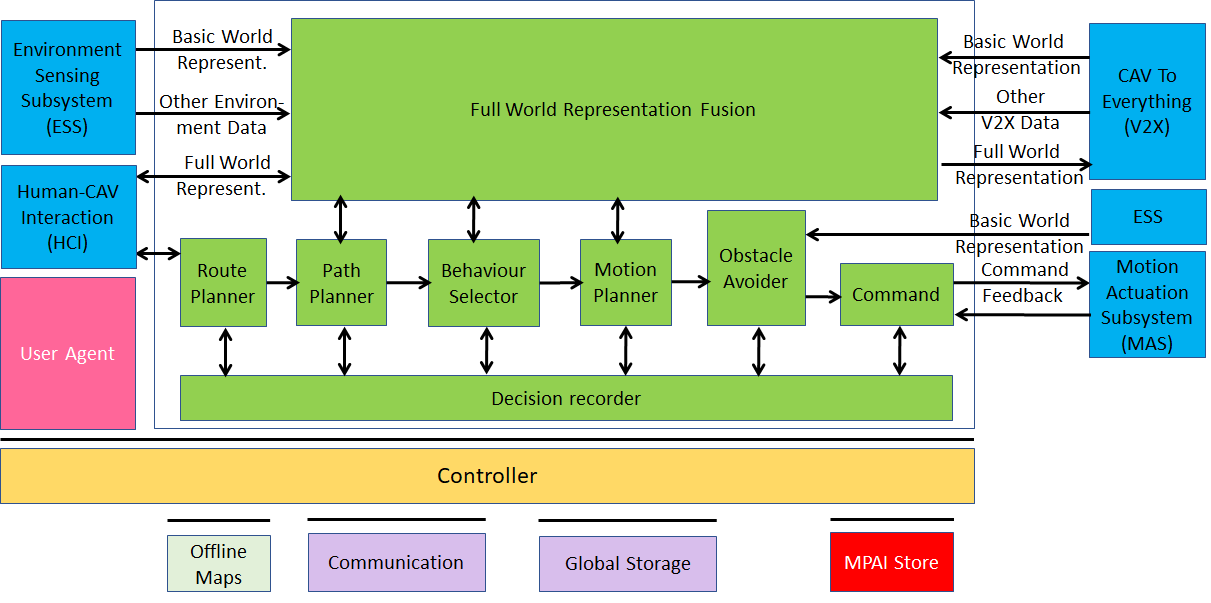 Environment
Sensing
Subsystem
(ESS)
Basic World
Represent.
Other Environ-
ment Data
Full World Representation Fusion
Basic World
Representation
Other
V2X Data
Full World
Representation
CAV To
Everything
(V2X)
Human-CAV
Interaction
(HCI)
Full World
Represent.
Basic World
Representation
ESS
Route
Planner
Path
Planner
Behaviour
Selector
Motion
Planner
Obstacle
Avoider
Command
Command
Feedback
Motion
Actuation
Subsystem
(MAS)
User Agent
Decision recorder
Controller
Offline
Maps
Communication
Global Storage
MPAI Store